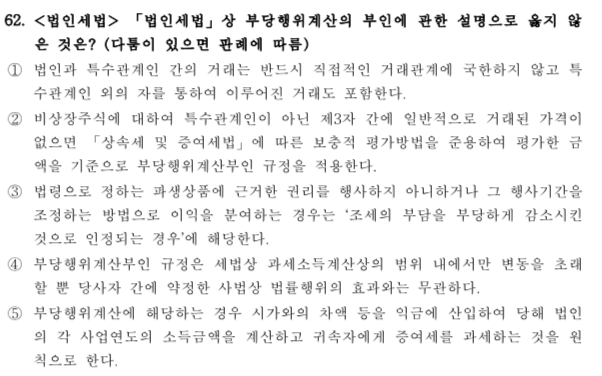 62. <법인세법> 「법인세법」상 부당행위계산의 부인에 관한 설명으로 옳지 않
은 것은? (다툼이 있으면 판례에 따름)
① 법인과 특수관계인 간의 거래는 반드시 직접적인 거래관계에 국한하지 않고 특
수관계인 외의 자를 통하여 이루어진 거래도 포함한다.
② 비상장주식에 대하여 특수관계인이 아닌 제3자 간에 일반적으로 거래된 가격이
없으면 「상속세 및 증여세법」에 따른 보충적 평가방법을 준용하여 평가한 금
액을 기준으로 부당행위계산부인 규정을 적용한다.
③ 법령으로 정하는 파생상품에 근거한 권리를 행사하지 아니하거나 그 행사기간을
조정하는 방법으로 이익을 분여하는 경우는 ‘조세의 부담을 부당하게 감소시킨
것으로 인정되는 경우’에 해당한다.
④ 부당행위계산부인 규정은 세법상 과세소득계산상의 범위 내에서만 변동을 초래
할 뿐 당사자 간에 약정한 사법상 법률행위의 효과와는 무관하다.
⑤ 부당행위계산에 해당하는 경우 시가와의 차액 등을 익금에 산입하여 당해 법인
의 각 사업연도의 소득금액을 계산하고 귀속자에게 증여세를 과세하는 것을 원
칙으로 한다.